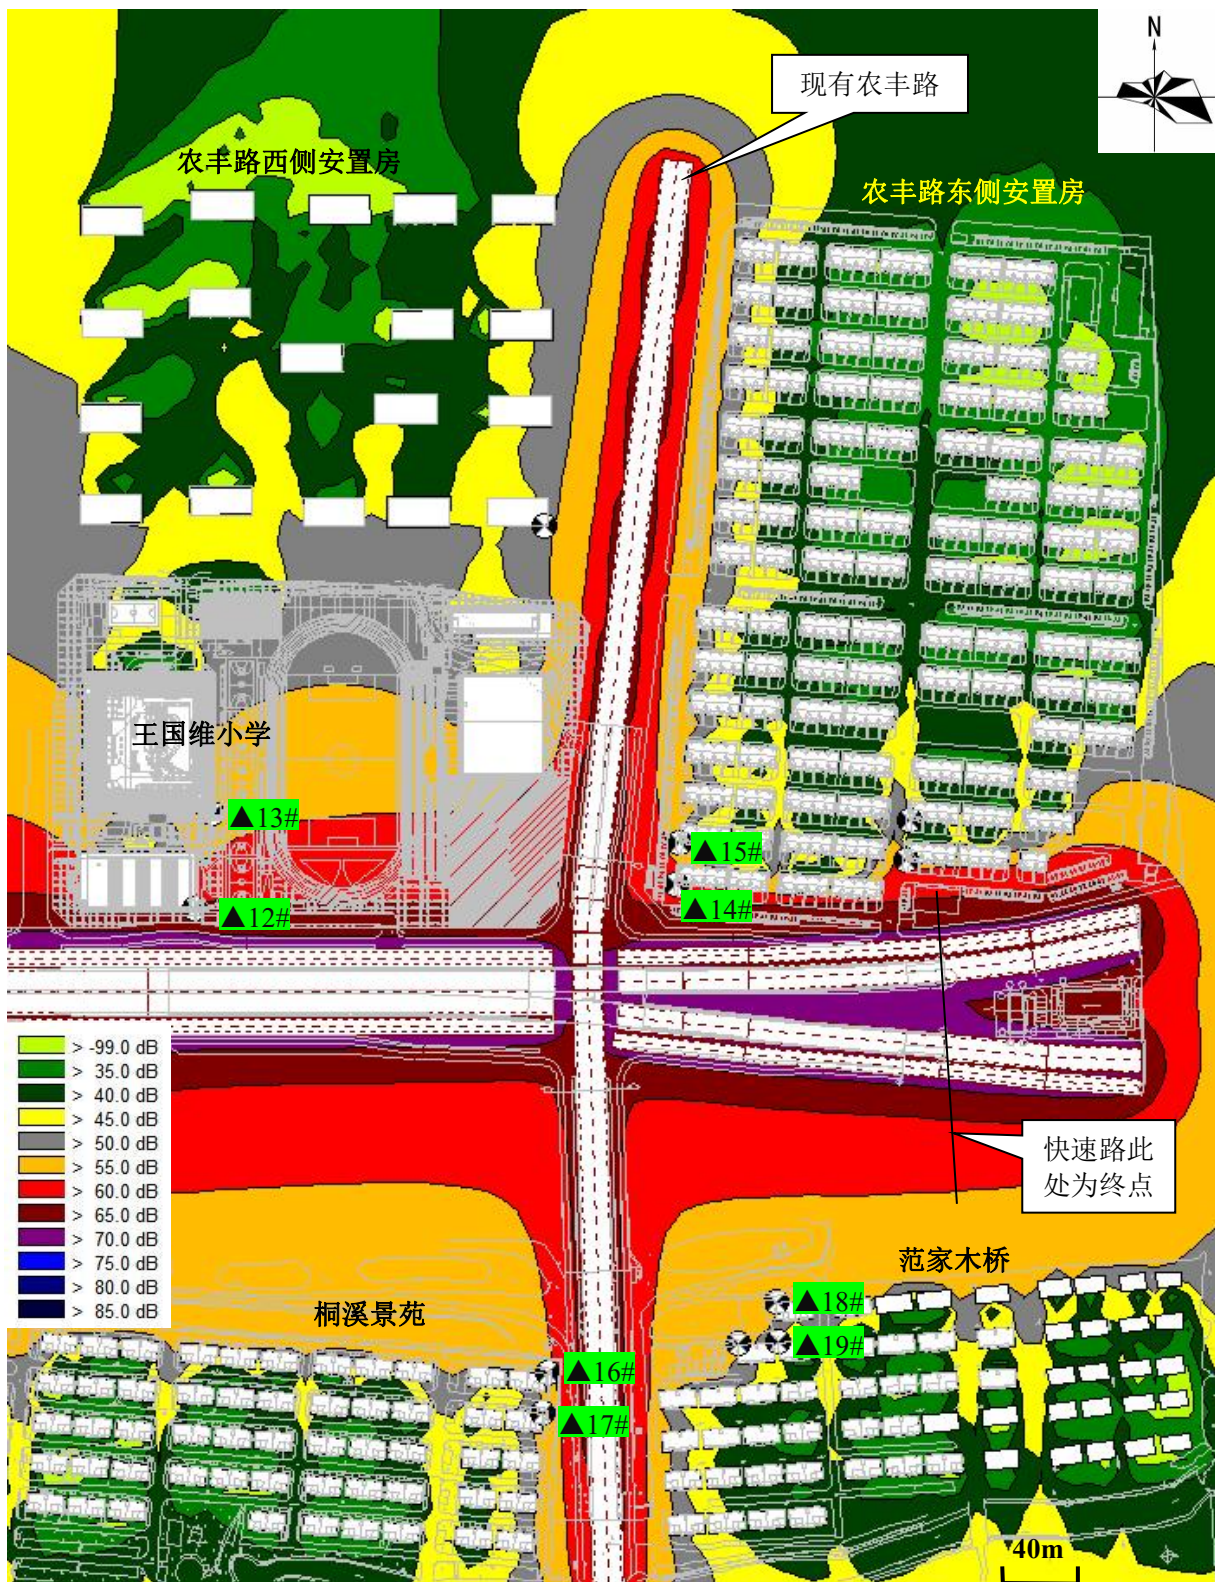 N
现有农丰路
农丰路西侧安置房
农丰路东侧安置房
王国维小学
▲13#
▲15#
▲12#
▲14#
> -99.0 dB
> 35.0 dB
> 40.0 dB
> 45.0 dB
> 50.0 dB
> 55.0 dB
> 60.0 dB
> 65.0 dB
> 70.0 dB
> 75.0 dB
> 80.0 dB
> 85.0 dB
快速路此
处为终点
范家木桥
桐溪景苑
▲18#
▲19#
▲16#
▲17#
40m